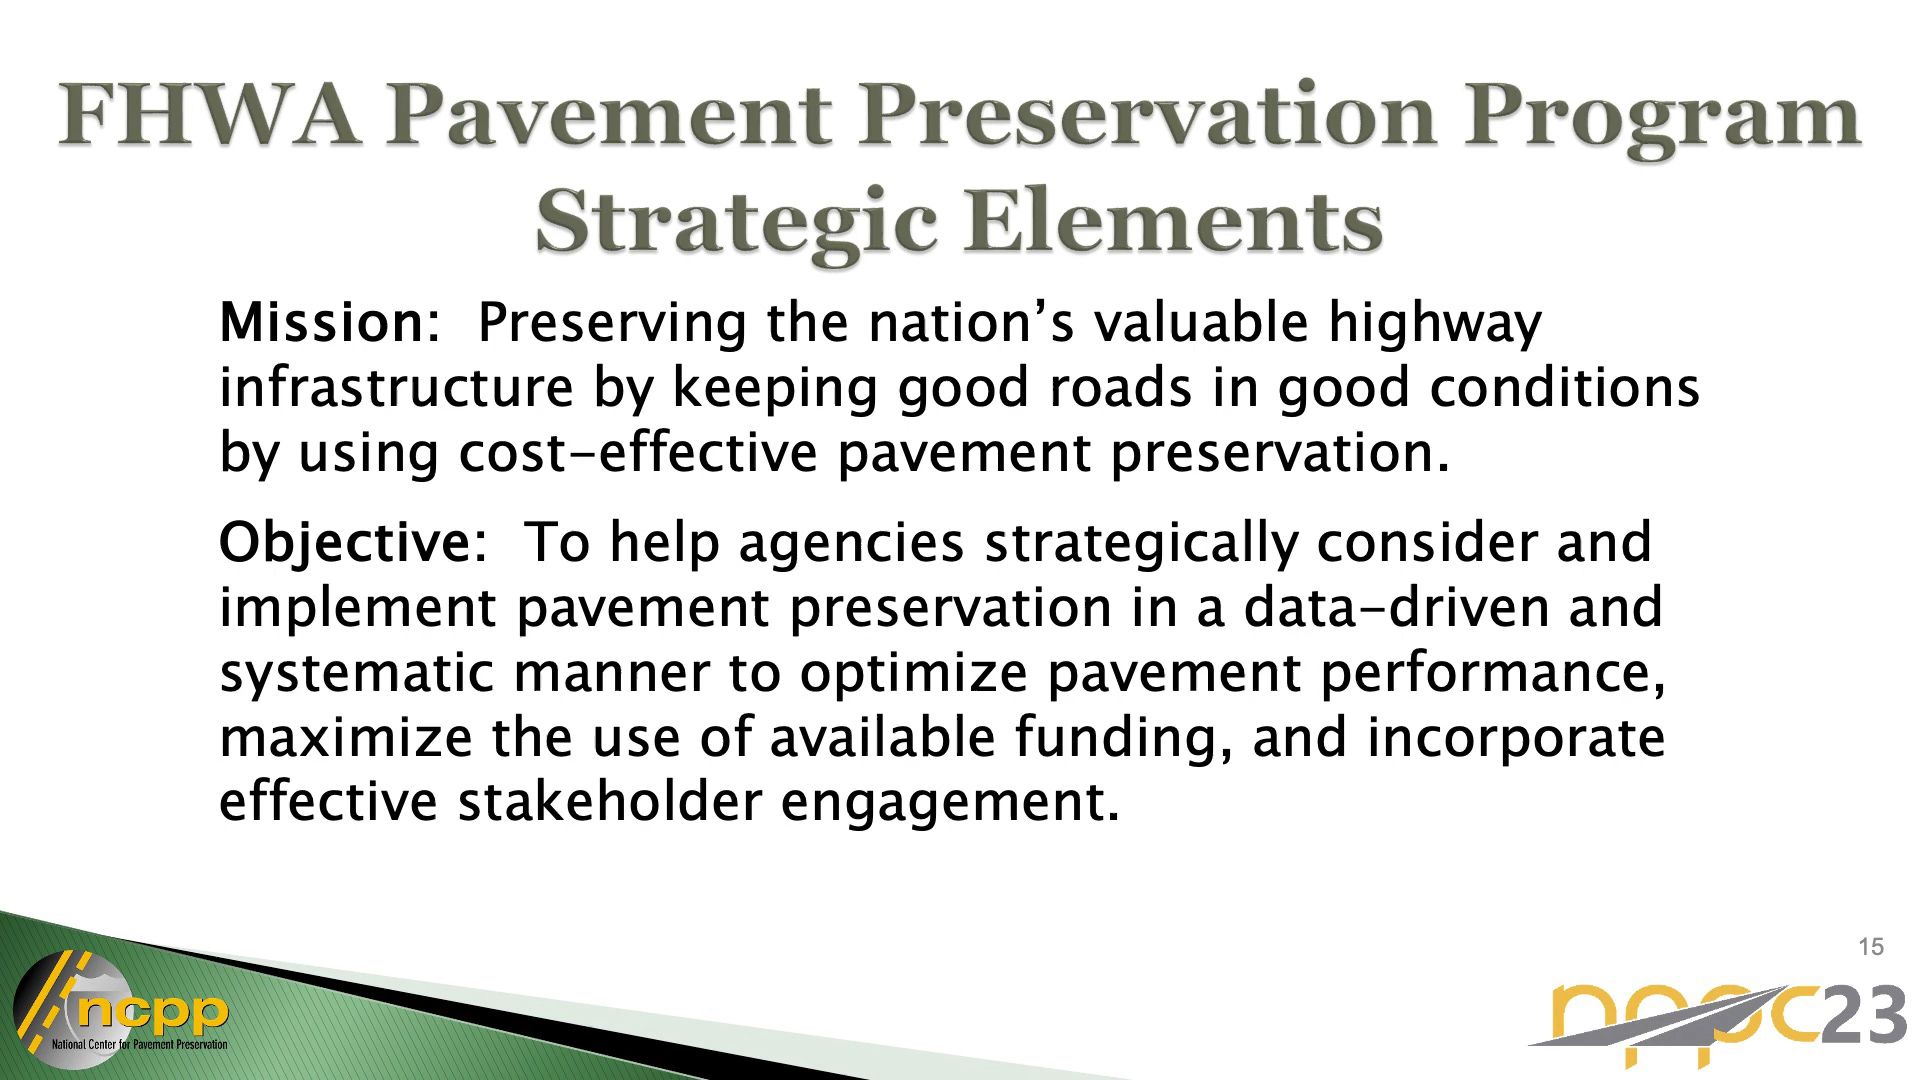 FHWA Pavement Preservation Program
Strategic Elements
Mission:  Preserving the nation’s valuable highway
infrastructure by keeping good roads in good conditions
by using cost-effective pavement preservation.
Objective:  To help agencies strategically consider and
implement pavement preservation in a data-driven and
systematic manner to optimize pavement performance,
maximize the use of available funding, and incorporate
effective stakeholder engagement.
15
ncpp
National Center for Pavement Preservation
nppc23